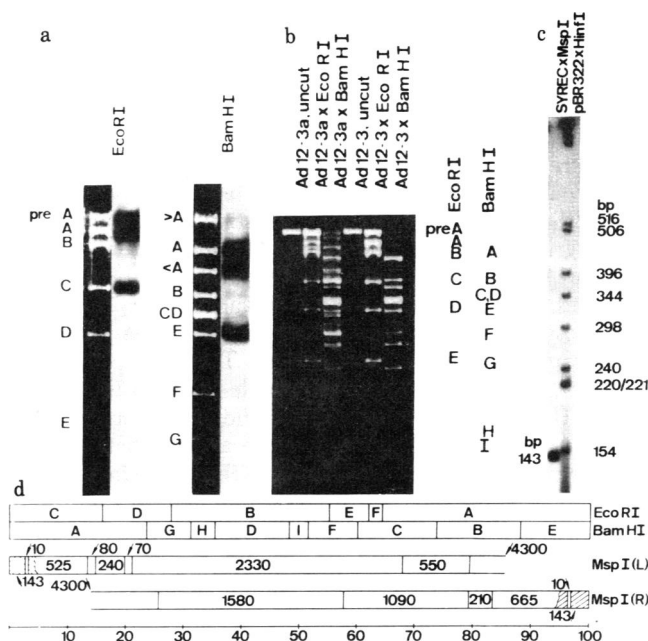 a
b
c
EcoRI
BamHI
Ad 12-3a, uncut
Ad 12-3a x Eco RI
Ad 12-3a x Bam HI
Ad 12-3. uncut
Ad 12-3 x Eco RI
Ad 12-3 x Bam HI
EcoRI
BamHI
SYREC x Msp I
pBR322 x Hinf I
pre A
A
B
C
D
E
>A
A
<A
B
CD
E
F
G
pre A
A
B
C
D
E
A
B
C,D
E
F
G
H
I
bp
516
506
396
344
298
240
220/221
154
bp
143
d
C D B E F A EcoRI
A G H D I F C B E BamHI
10 80 70 4300
525 240 2330 550 MspI(L)
143 4300 10
1580 1090 210 665 MspI(R)
143
10 20 30 40 50 60 70 80 90 100